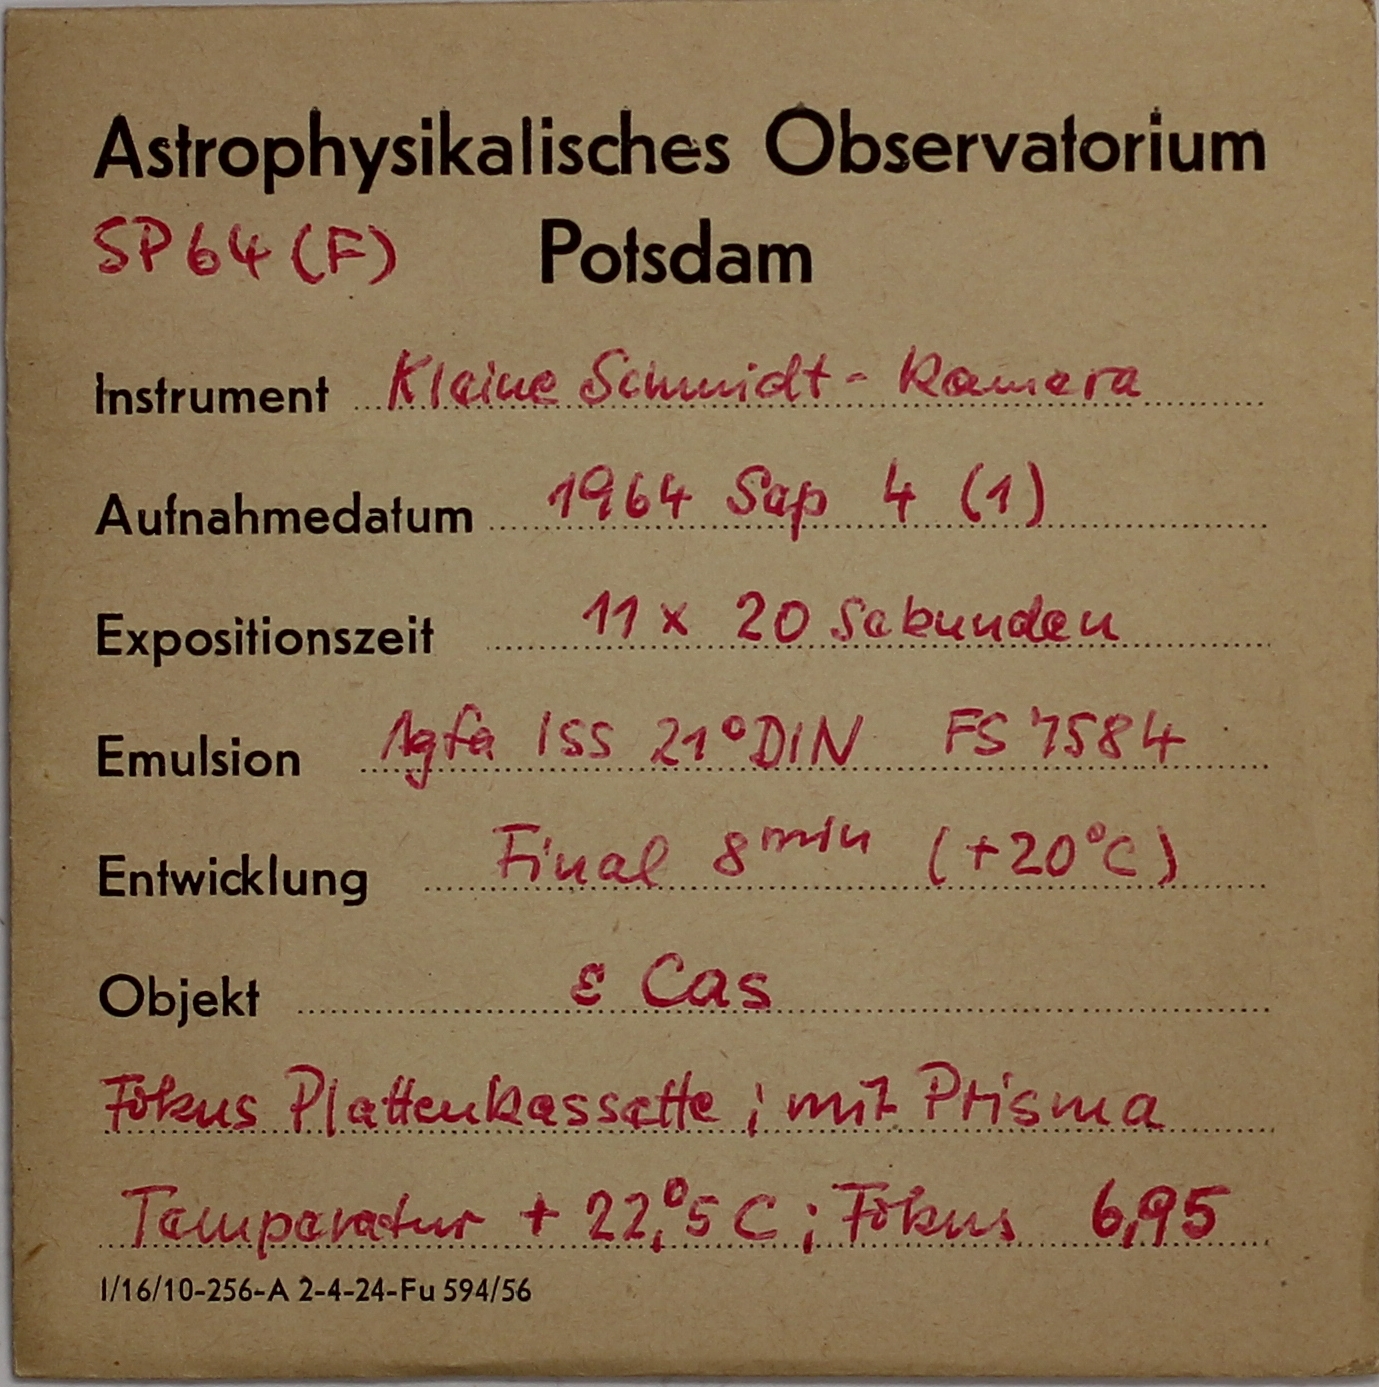 Astrophysikalisches Observatorium
SP64 (F) Potsdam
Instrument Kleine Schmidt-Kamera
Aufnahmedatum 1964 Sep 4 (1)
Expositionszeit 11 x 20 Sekunden
Emulsion Agfa ISS 21°DIN FS 7584
Entwicklung Final 8min (+20°C)
Objekt ε Cas
Fokus Plattenkassette; mit Prisma
Temperatur + 22,°5 C; Fokus 6,95
I/16/10-256-A 2-4-24-Fu 594/56